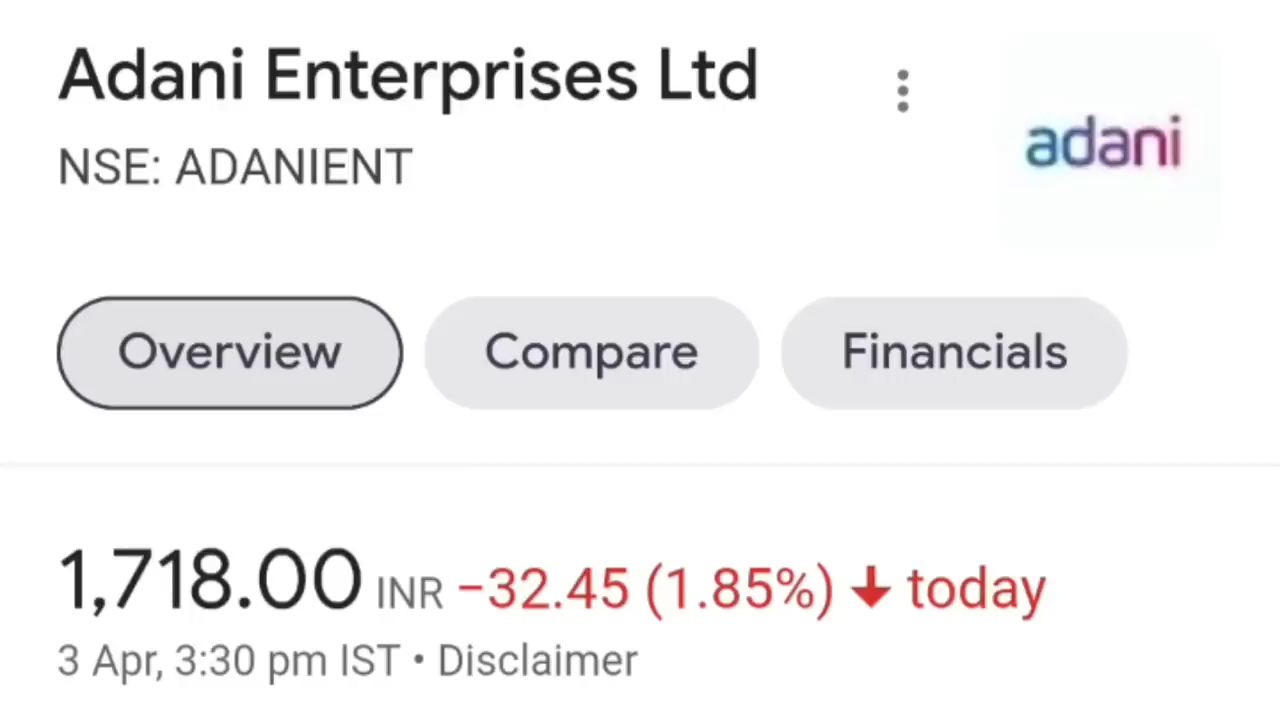 Adani Enterprises Ltd
NSE: ADANIENT
adani
Overview Compare Financials
1,718.00 INR −32.45 (1.85%) ↓ today
3 Apr, 3:30 pm IST • Disclaimer